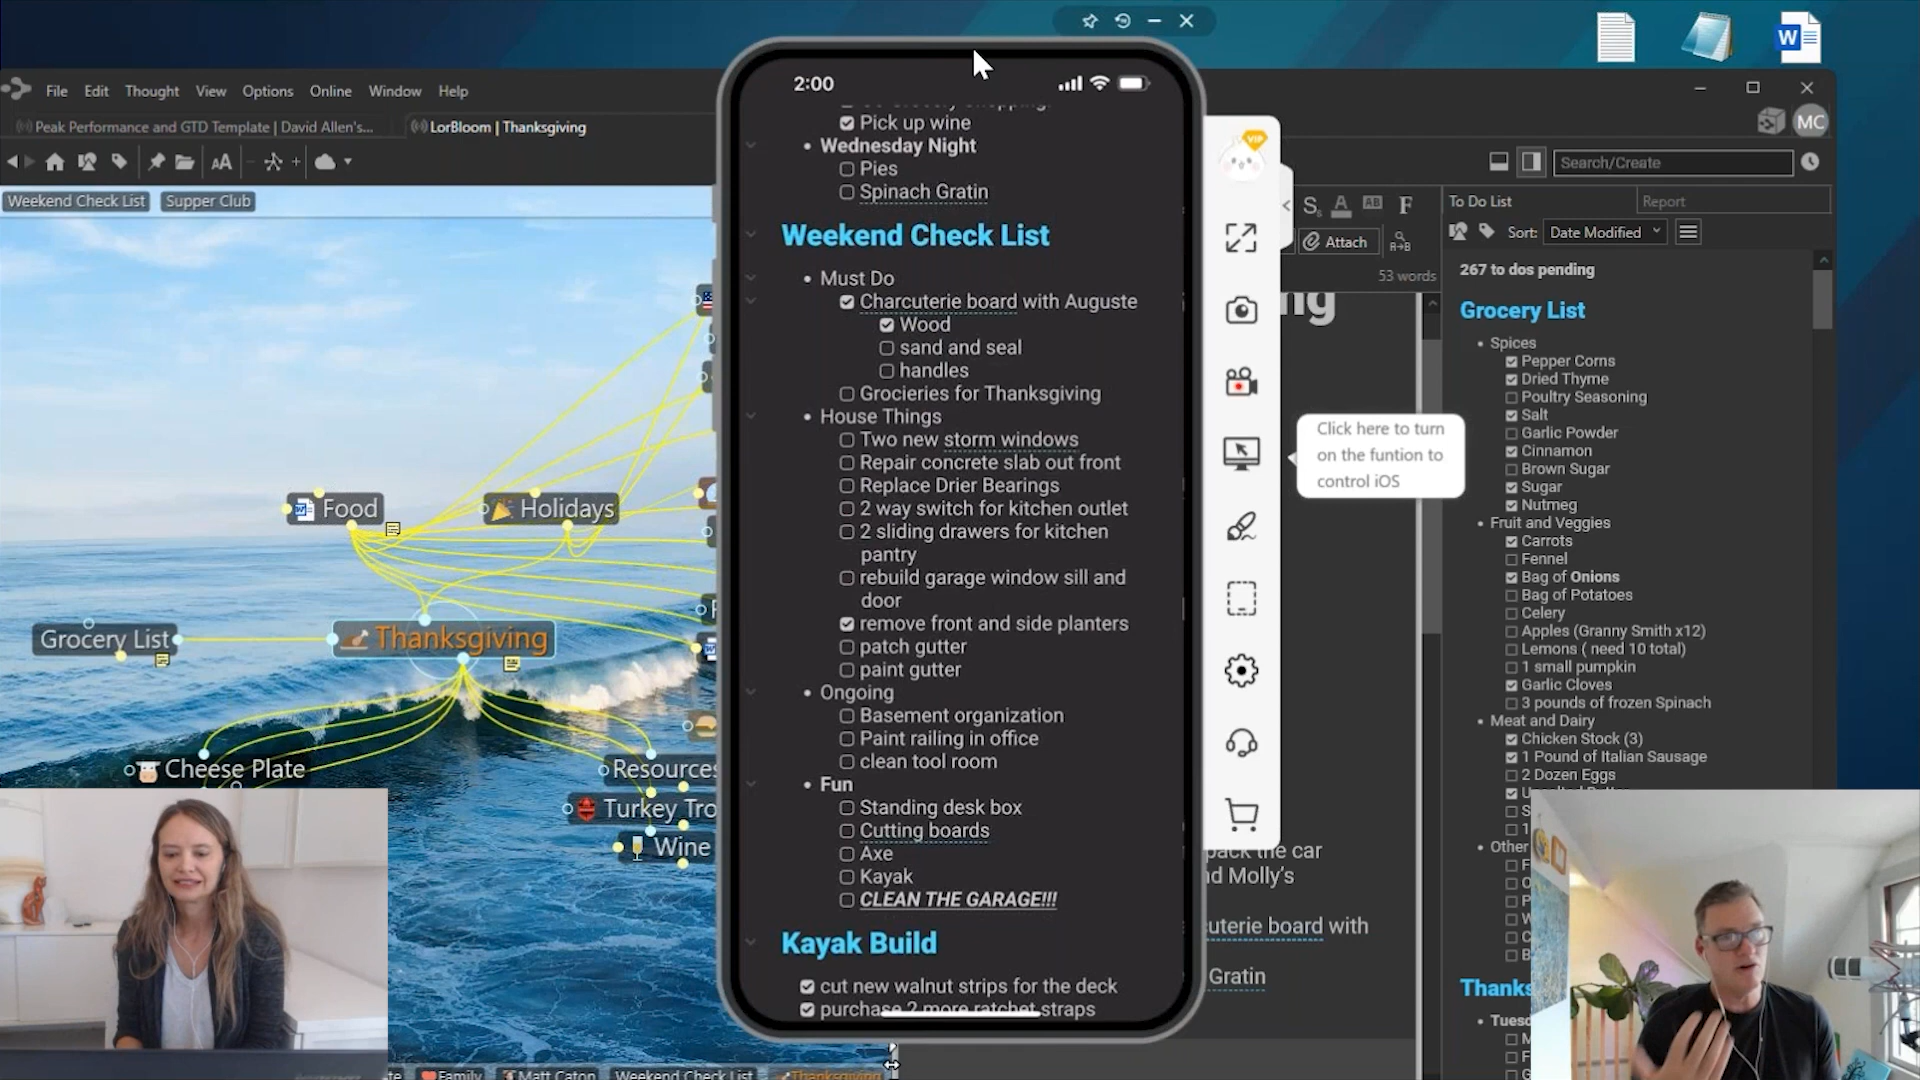 File Edit Thought View Options Online Window Help
Peak Performance and GTD Template | David Allen's...
LorBloom | Thanksgiving
Weekend Check List
Supper Club
Food
Holidays
Grocery List
Thanksgiving
Cheese Plate
Resources
Turkey Tro
Wine
Family
Matt Caton
Weekend Check List
Thanksgiving
2:00
Pick up wine
Wednesday Night
Pies
Spinach Gratin
Weekend Check List
Must Do
Charcuterie board with Auguste
Wood
sand and seal
handles
Grocieries for Thanksgiving
House Things
Two new storm windows
Repair concrete slab out front
Replace Drier Bearings
2 way switch for kitchen outlet
2 sliding drawers for kitchen
pantry
rebuild garage window sill and
door
remove front and side planters
patch gutter
paint gutter
Ongoing
Basement organization
Paint railing in office
clean tool room
Fun
Standing desk box
Cutting boards
Axe
Kayak
CLEAN THE GARAGE!!!
Kayak Build
cut new walnut strips for the deck
purchase 2 more ratchet straps
VIP
Click here to turn
on the funtion to
control iOS
MC
Search/Create
Attach
53 words
ng
pack the car
nd Molly's
cuterie board with
Gratin
To Do List
Report
Sort: Date Modified
267 to dos pending
Grocery List
Spices
Pepper Corns
Dried Thyme
Poultry Seasoning
Salt
Garlic Powder
Cinnamon
Brown Sugar
Sugar
Nutmeg
Fruit and Veggies
Carrots
Fennel
Bag of Onions
Bag of Potatoes
Celery
Apples (Granny Smith x12)
Lemons ( need 10 total)
1 small pumpkin
Garlic Cloves
3 pounds of frozen Spinach
Meat and Dairy
Chicken Stock (3)
1 Pound of Italian Sausage
2 Dozen Eggs
Other
Thanks
Tuesd